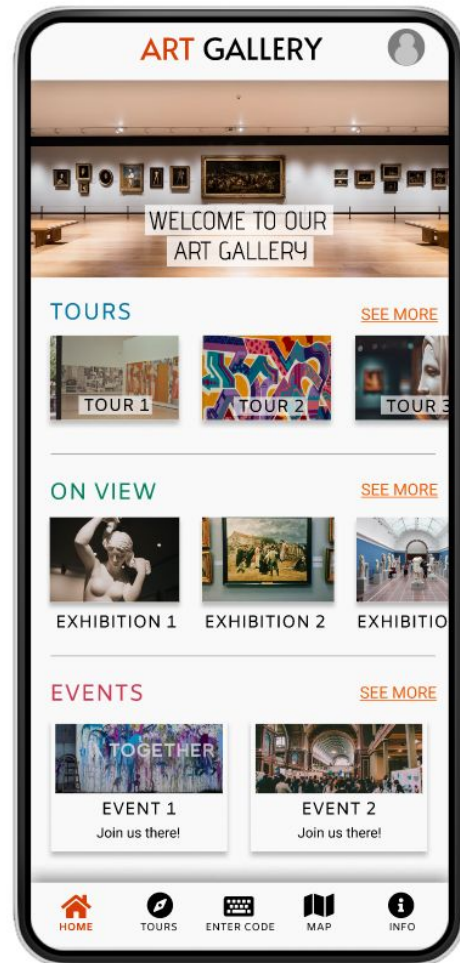 ART GALLERY
WELCOME TO OUR
ART GALLERY
TOURS
SEE MORE
TOUR 1
TOUR 2
TOUR 3
ON VIEW
SEE MORE
EXHIBITION 1
EXHIBITION 2
EXHIBITIO
EVENTS
SEE MORE
TOGETHER
EVENT 1
Join us there!
EVENT 2
Join us there!
HOME
TOURS
ENTER CODE
MAP
INFO